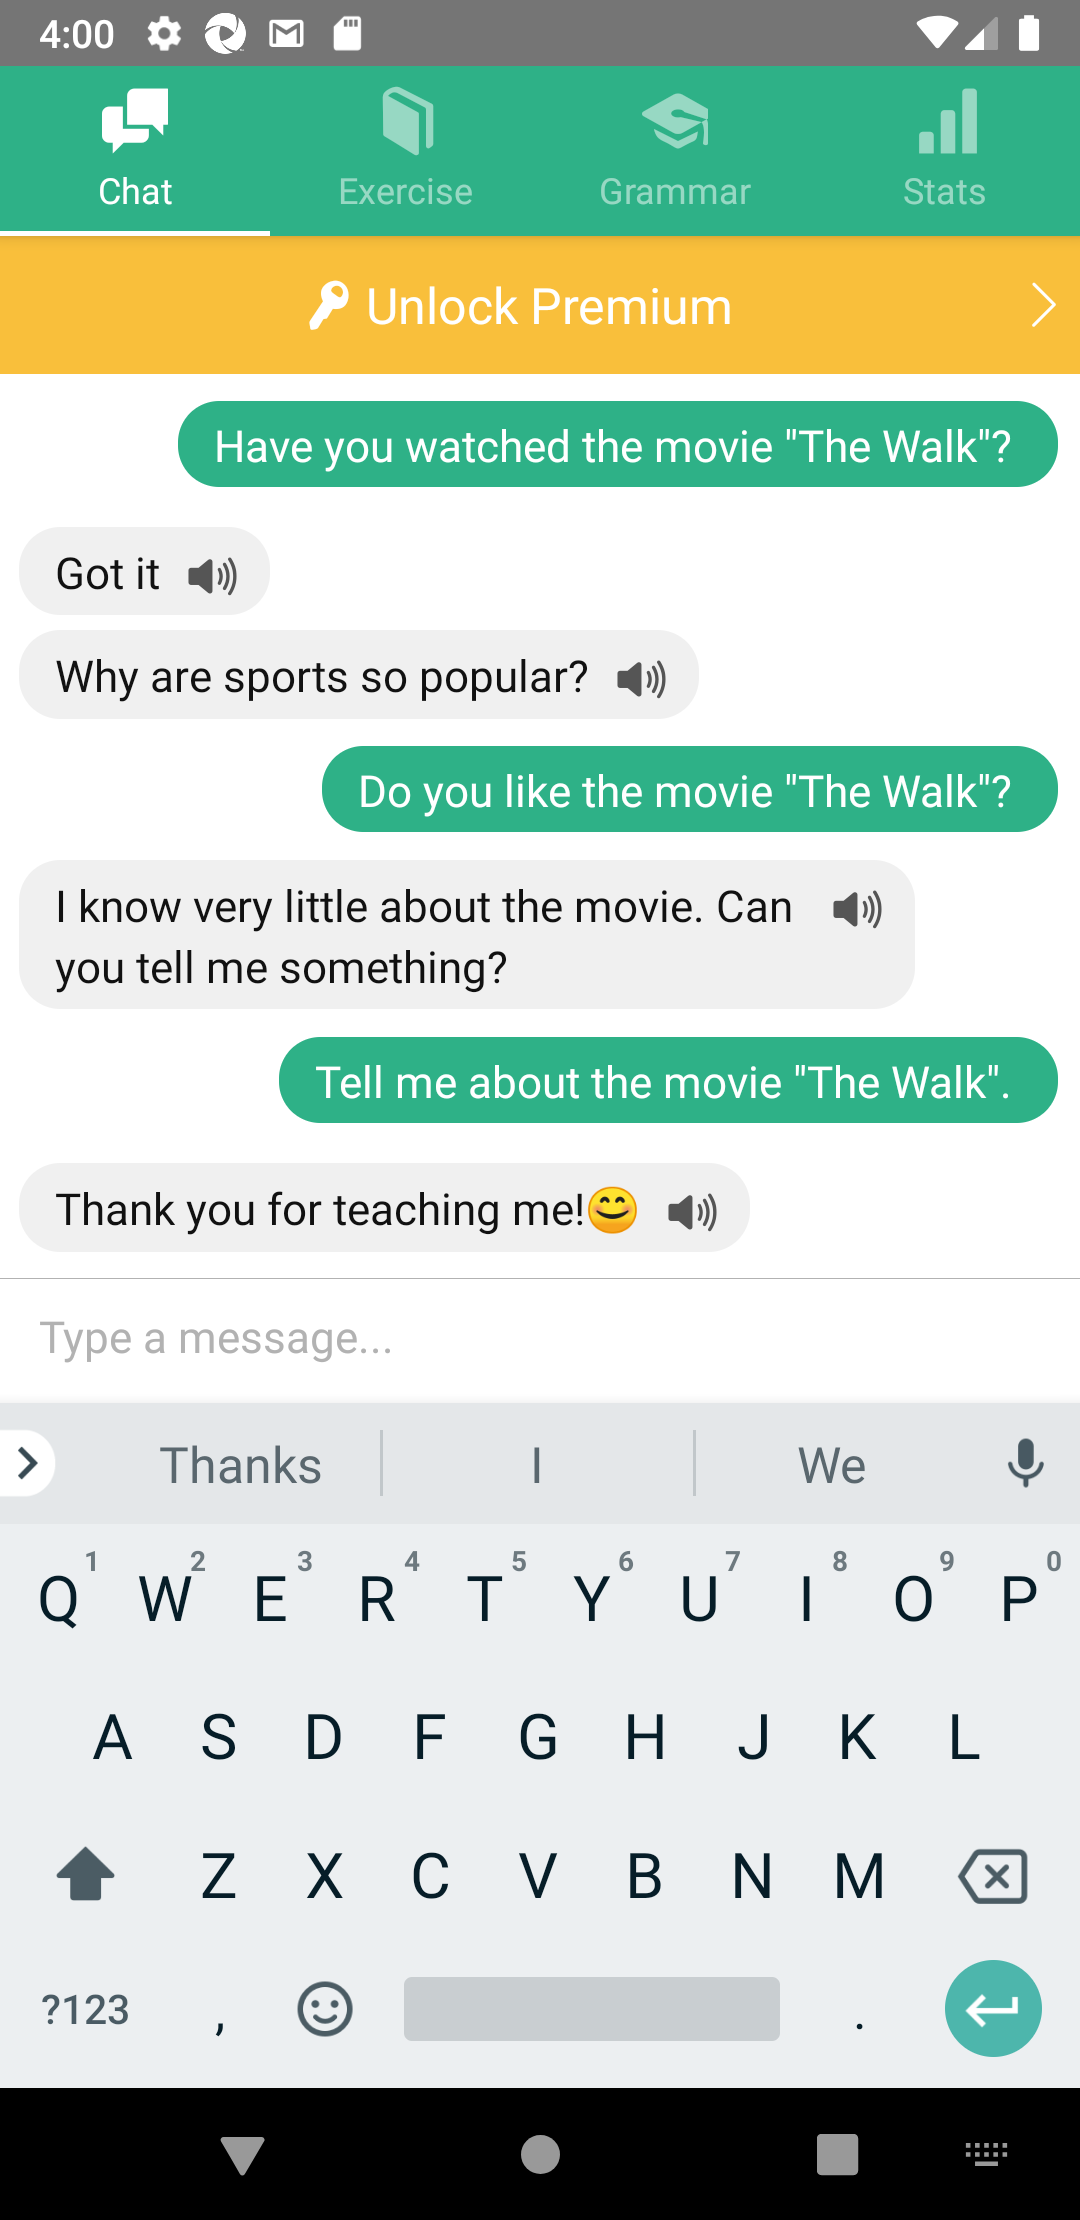 4:00
Chat
Exercise
Grammar
Stats
Unlock Premium
Have you watched the movie "The Walk"?
Got it
Why are sports so popular?
Do you like the movie "The Walk"?
I know very little about the movie. Can
you tell me something?
Tell me about the movie "The Walk".
Thank you for teaching me!😊
Type a message...
Thanks I We
1 2 3 4 5 6 7 8 9 0
Q W E R T Y U I O P
A S D F G H J K L
Z X C V B N M
?123 , .